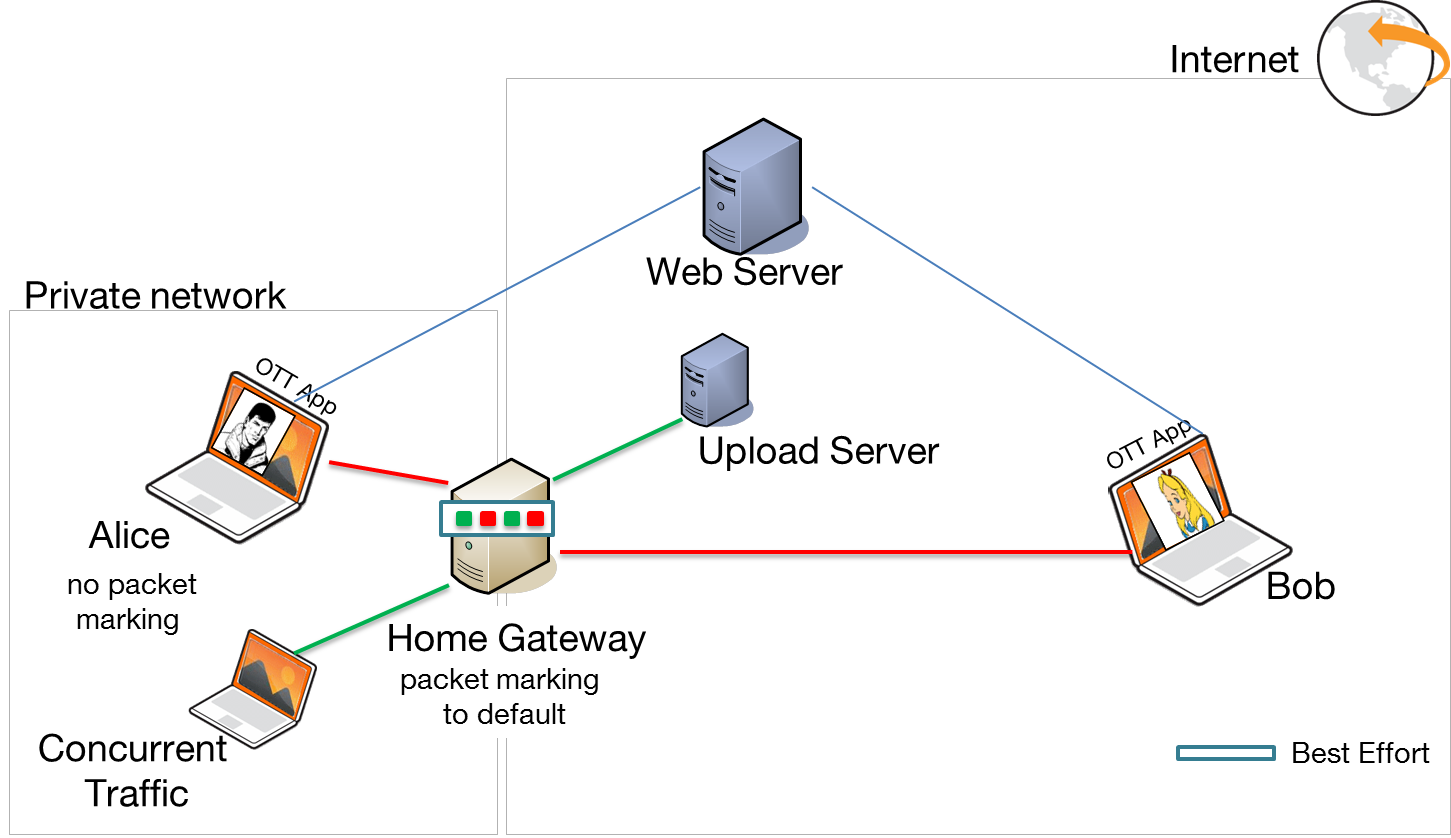 Internet
Web Server
Private network
OTT App
Upload Server
OTT App
Alice
no packet
marking
Bob
Home Gateway
packet marking
to default
Concurrent
Traffic
Best Effort